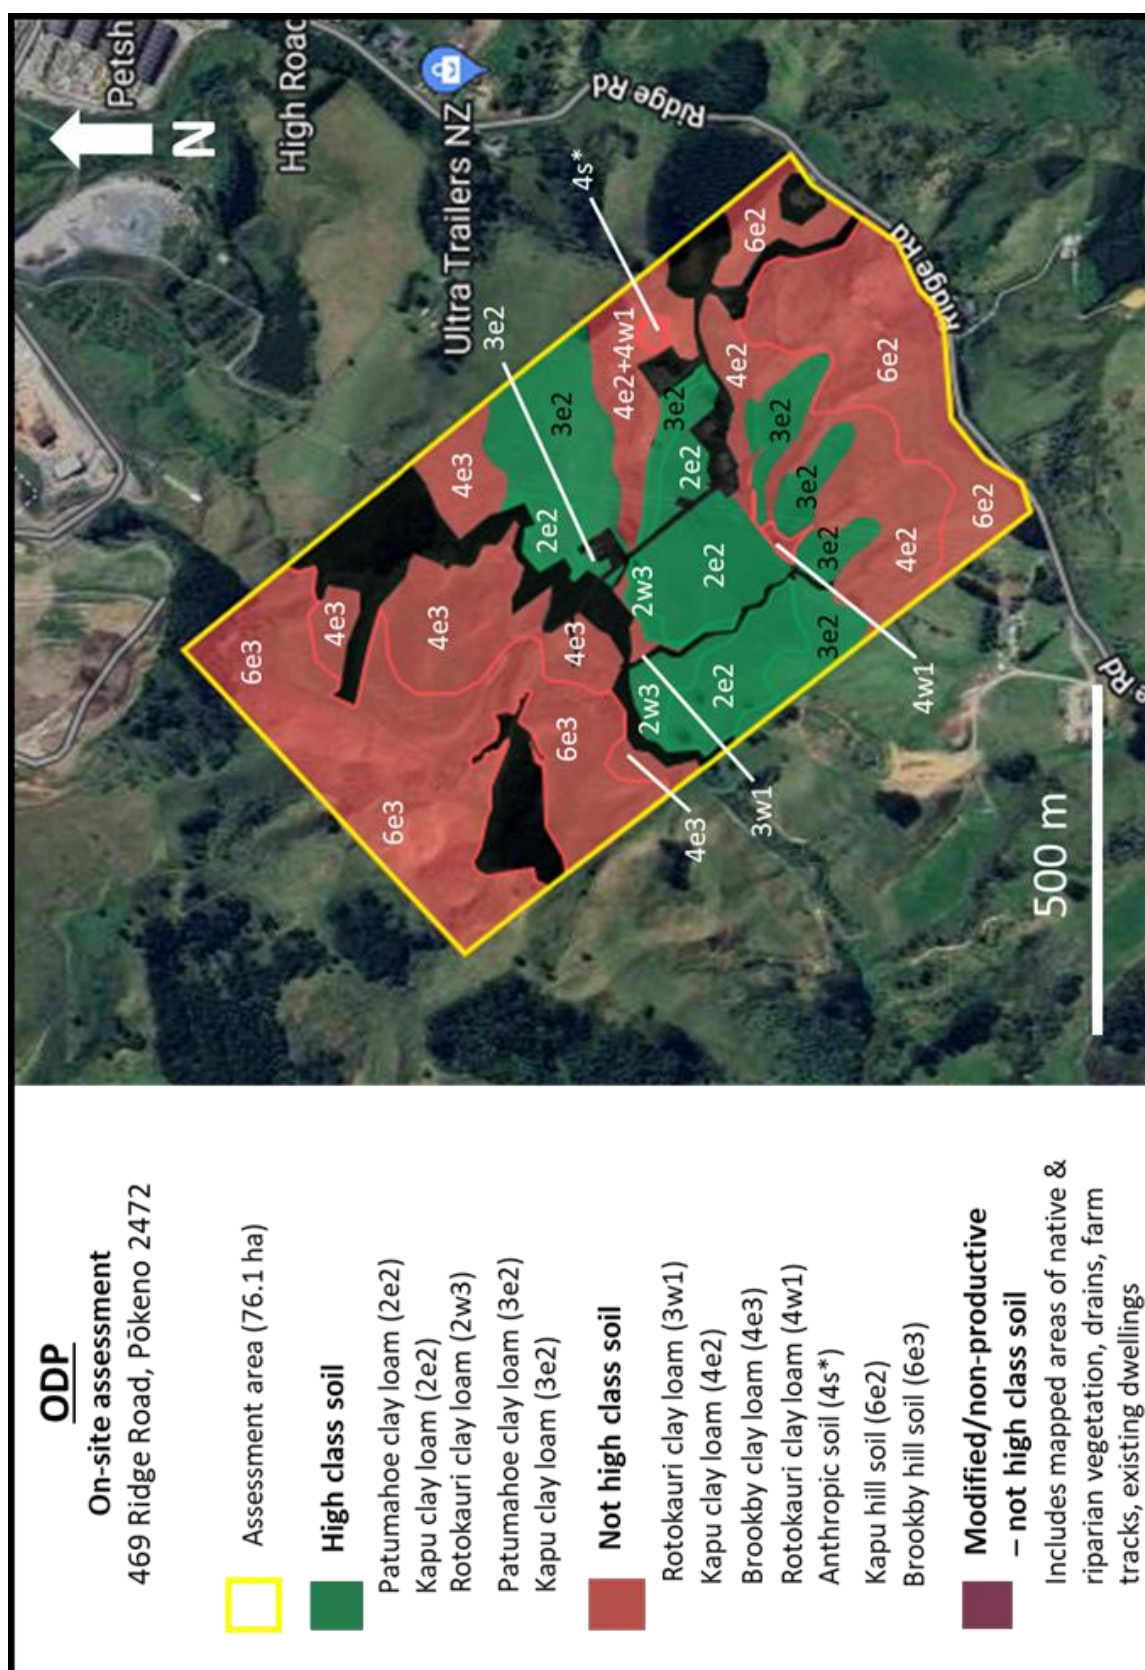 ODP
On-site assessment
469 Ridge Road, Pōkeno 2472
Assessment area (76.1 ha)
High class soil
Patumahoe clay loam (2e2)
Kapu clay loam (2e2)
Rotokauri clay loam (2w3)
Patumahoe clay loam (3e2)
Kapu clay loam (3e2)
Not high class soil
Rotokauri clay loam (3w1)
Kapu clay loam (4e2)
Brookby clay loam (4e3)
Rotokauri clay loam (4w1)
Anthropic soil (4s*)
Kapu hill soil (6e2)
Brookby hill soil (6e3)
Modified/non-productive
– not high class soil
Includes mapped areas of native &
riparian vegetation, drains, farm
tracks, existing dwellings
Petsh
N
High Road
Ultra Trailers NZ
Ridge Rd
Ridge Rd
Ridge Rd
Ridge Rd
e Rd
4s*
3e2
6e3
4e3
4e3
4e3
3e2
2e2
4e2+4w1
6e2
6e3
6e3
4e3
2w3
3e2
2e2
4e2
6e2
2w3
2e2
2e2
3e2
3e2
3e2
3e2
4e2
6e2
4e3
3w1
4w1
500 m